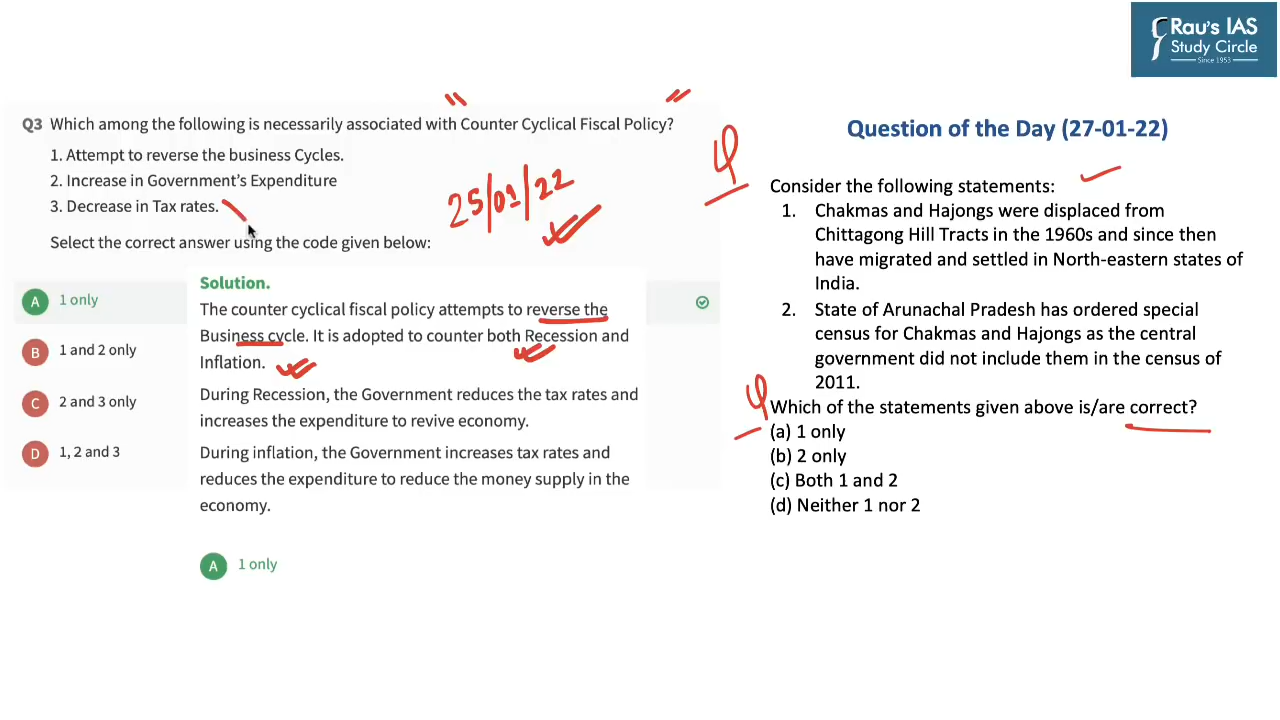 Rau's IAS
Study Circle
Since 1953
Q3 Which among the following is necessarily associated with Counter Cyclical Fiscal Policy?
1. Attempt to reverse the business Cycles.
2. Increase in Government's Expenditure
3. Decrease in Tax rates.
25/01/22
Select the correct answer using the code given below:
A 1 only
B 1 and 2 only
C 2 and 3 only
D 1, 2 and 3
Solution.
The counter cyclical fiscal policy attempts to reverse the
Business cycle. It is adopted to counter both Recession and
Inflation.
During Recession, the Government reduces the tax rates and
increases the expenditure to revive economy.
During inflation, the Government increases tax rates and
reduces the expenditure to reduce the money supply in the
economy.
A 1 only
Question of the Day (27-01-22)
Consider the following statements:
1. Chakmas and Hajongs were displaced from
Chittagong Hill Tracts in the 1960s and since then
have migrated and settled in North-eastern states of
India.
2. State of Arunachal Pradesh has ordered special
census for Chakmas and Hajongs as the central
government did not include them in the census of
2011.
Which of the statements given above is/are correct?
(a) 1 only
(b) 2 only
(c) Both 1 and 2
(d) Neither 1 nor 2